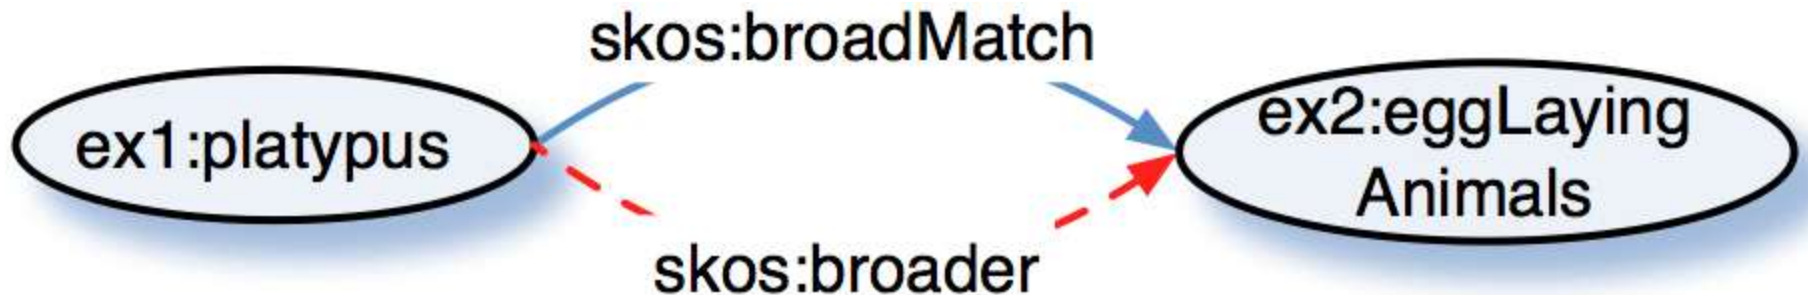 skos:broadMatch
ex1:platypus
ex2:eggLaying
Animals
skos:broader